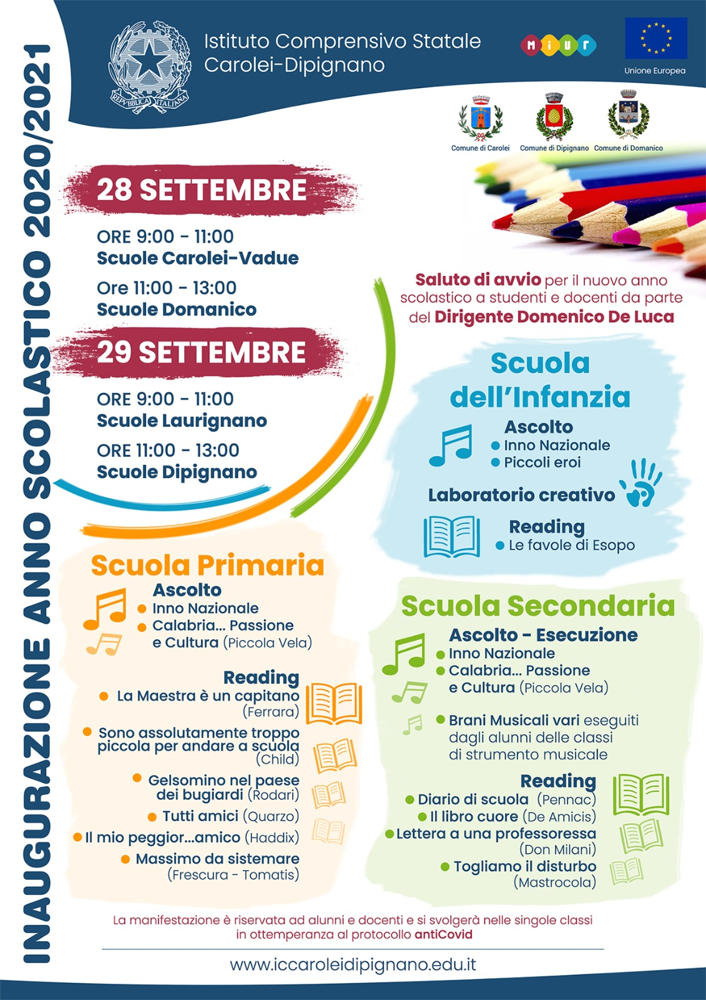 INAUGURAZIONE ANNO SCOLASTICO 2020/2021
REPVBBLICA ITALIANA
Istituto Comprensivo Statale
Carolei-Dipignano
MIUR
Unione Europea
Comune di Carolei
Comune di Dipignano
Comune di Domanico
28 SETTEMBRE
ORE 9:00 - 11:00
Scuole Carolei-Vadue
Ore 11:00 - 13:00
Scuole Domanico
29 SETTEMBRE
ORE 9:00 - 11:00
Scuole Laurignano
ORE 11:00 - 13:00
Scuole Dipignano
Saluto di avvio per il nuovo anno
scolastico a studenti e docenti da parte
del Dirigente Domenico De Luca
Scuola
dell'Infanzia
Ascolto
• Inno Nazionale
• Piccoli eroi
Laboratorio creativo
Reading
• Le favole di Esopo
Scuola Primaria
Ascolto
• Inno Nazionale
• Calabria... Passione
e Cultura (Piccola Vela)
Reading
• La Maestra è un capitano
(Ferrara)
• Sono assolutamente troppo
piccola per andare a scuola
(Child)
• Gelsomino nel paese
dei bugiardi (Rodari)
• Tutti amici (Quarzo)
• Il mio peggior...amico (Haddix)
• Massimo da sistemare
(Frescura - Tomatis)
Scuola Secondaria
Ascolto - Esecuzione
• Inno Nazionale
• Calabria... Passione
e Cultura (Piccola Vela)
• Brani Musicali vari eseguiti
dagli alunni delle classi
di strumento musicale
Reading
• Diario di scuola (Pennac)
• Il libro cuore (De Amicis)
• Lettera a una professoressa
(Don Milani)
• Togliamo il disturbo
(Mastrocola)
La manifestazione è riservata ad alunni e docenti e si svolgerà nelle singole classi
in ottemperanza al protocollo antiCovid
www.iccaroleidipignano.edu.it